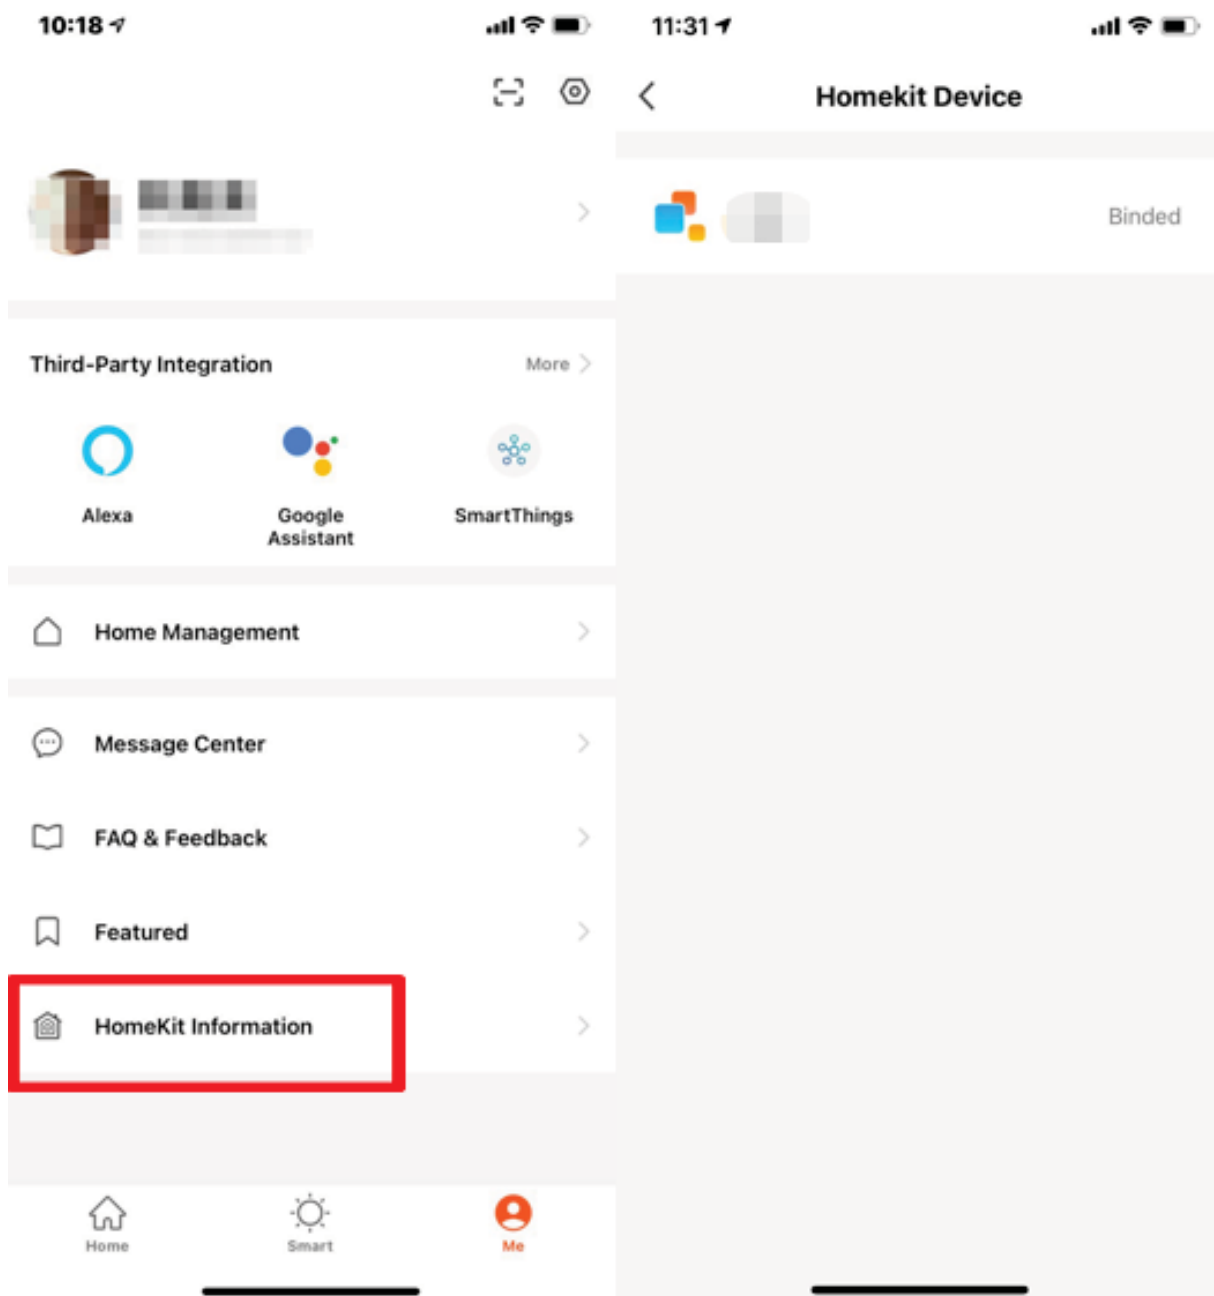 10:18
Third-Party Integration
More
Alexa
Google
Assistant
SmartThings
Home Management
Message Center
FAQ & Feedback
Featured
HomeKit Information
Home
Smart
Me
11:31
Homekit Device
Binded